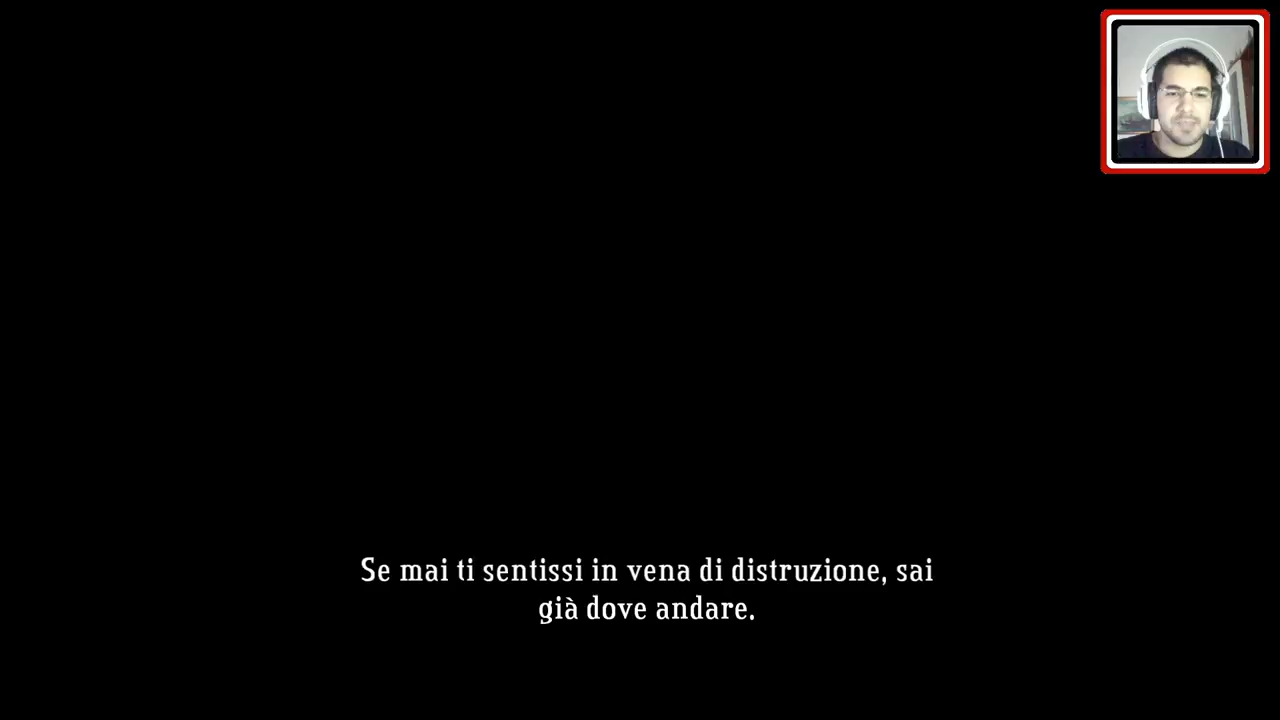 Se mai ti sentissi in vena di distruzione, sai
già dove andare.